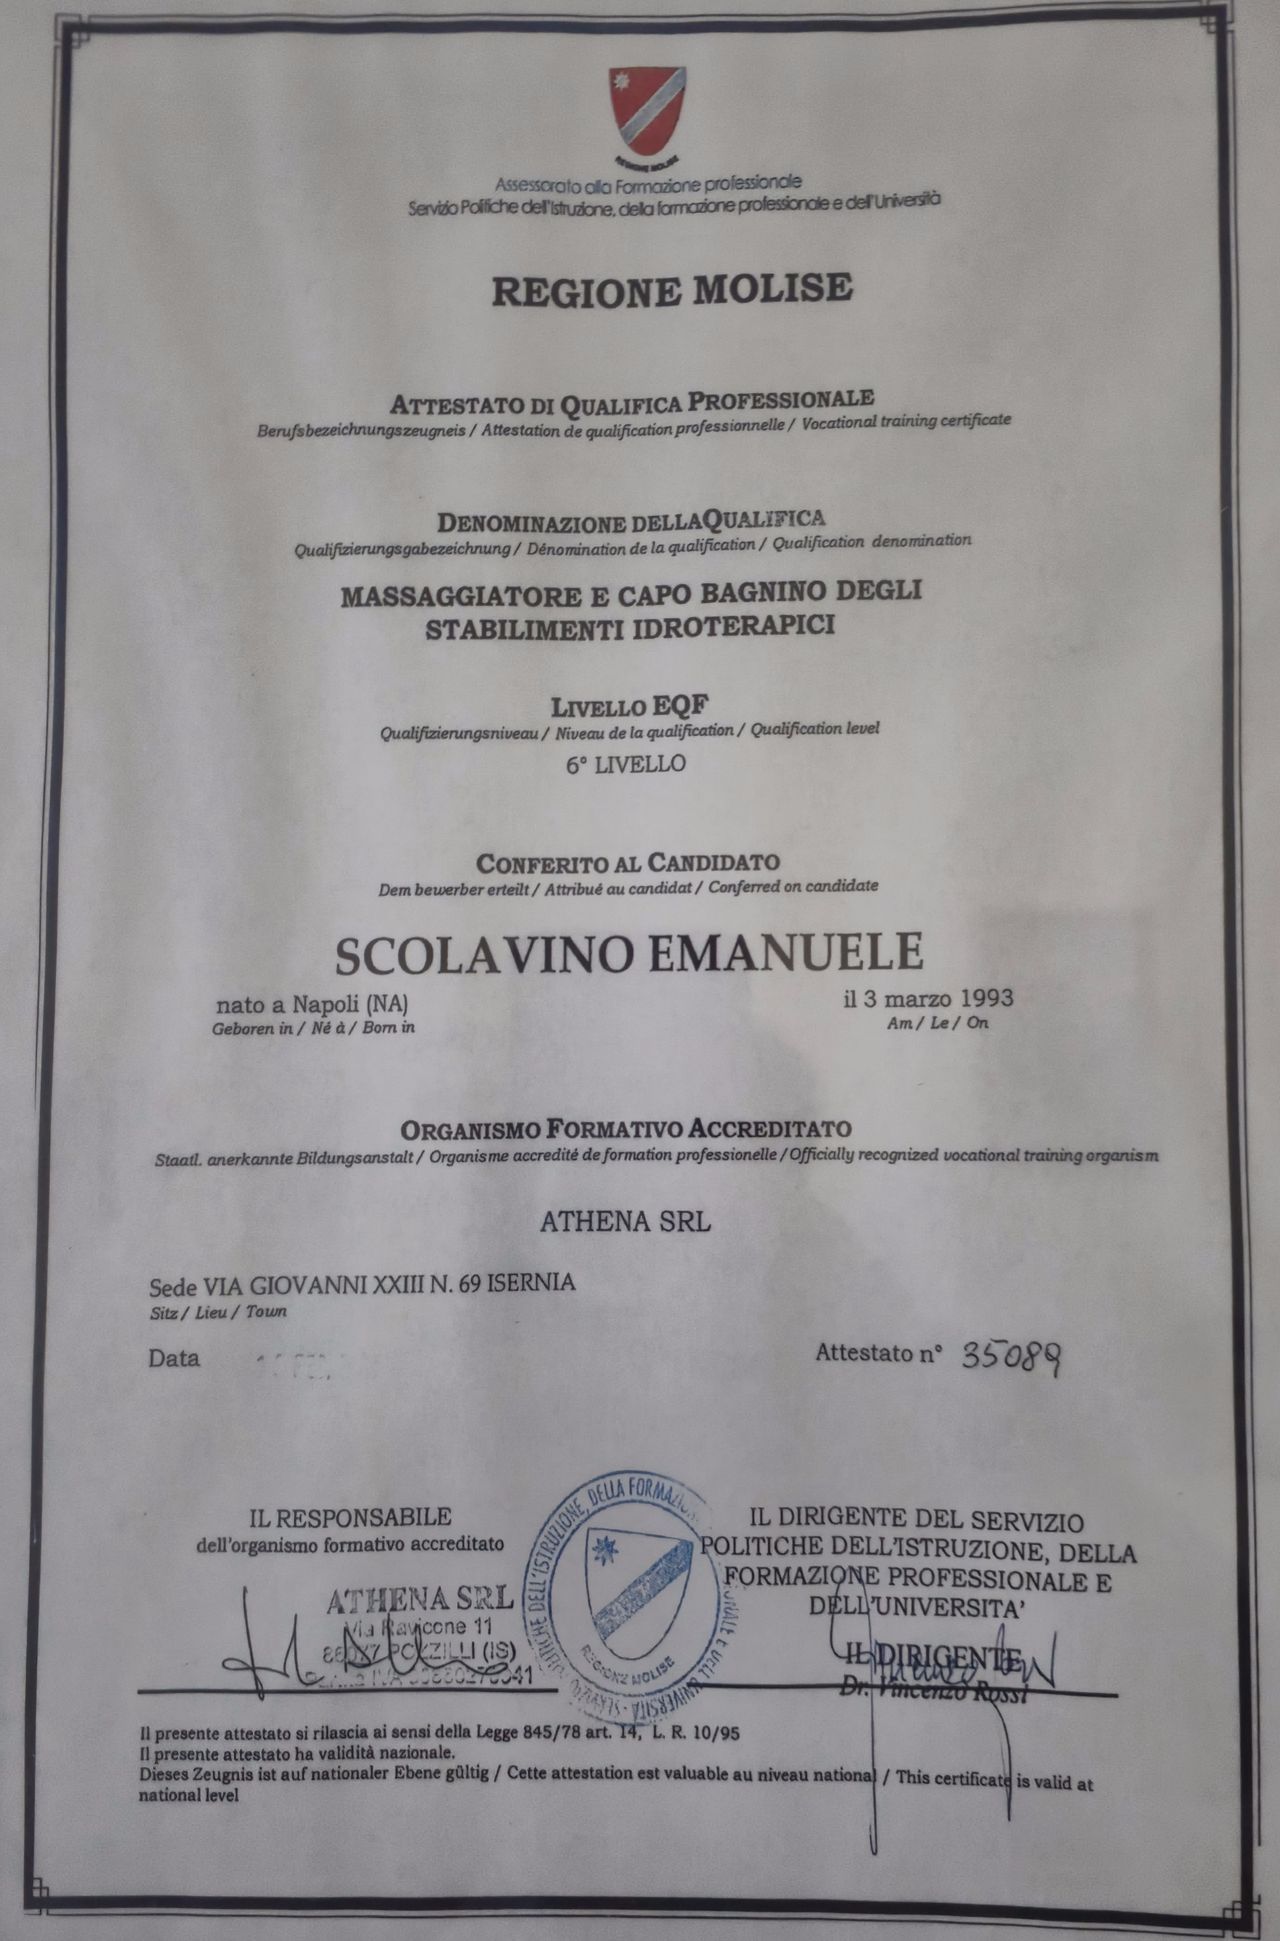 REGIONE MOLISE
Assessorato alla Formazione professionale
Servizio Politiche dell'Istruzione, della formazione professionale e dell'Università
REGIONE MOLISE
ATTESTATO DI QUALIFICA PROFESSIONALE
Berufsbezeichnungszeugneis / Attestation de qualification professionnelle / Vocational training certificate
DENOMINAZIONE DELLAQUALIFICA
Qualifizierungsgabezeichnung / Dénomination de la qualification / Qualification denomination
MASSAGGIATORE E CAPO BAGNINO DEGLI
STABILIMENTI IDROTERAPICI
LIVELLO EQF
Qualifizierungsniveau / Niveau de la qualification / Qualification level
6° LIVELLO
CONFERITO AL CANDIDATO
Dem bewerber erteilt / Attribué au candidat / Conferred on candidate
SCOLAVINO EMANUELE
nato a Napoli (NA) il 3 marzo 1993
Geboren in / Né à / Born in Am / Le / On
ORGANISMO FORMATIVO ACCREDITATO
Staatl. anerkannte Bildungsanstalt / Organisme accredité de formation professionelle / Officially recognized vocational training organism
ATHENA SRL
Sede VIA GIOVANNI XXIII N. 69 ISERNIA
Sitz / Lieu / Town
Data Attestato n° 35089
IL RESPONSABILE
dell'organismo formativo accreditato
ATHENA SRL
Via Ravicone 11
POZZILLI (IS)
REGIONE MOLISE
IL DIRIGENTE DEL SERVIZIO
POLITICHE DELL'ISTRUZIONE, DELLA
FORMAZIONE PROFESSIONALE E
DELL'UNIVERSITA'
IL DIRIGENTE
Dr. Vincenzo Rossi
Il presente attestato si rilascia ai sensi della Legge 845/78 art. 14, L. R. 10/95
Il presente attestato ha validità nazionale.
Dieses Zeugnis ist auf nationaler Ebene gültig / Cette attestation est valuable au niveau national / This certificate is valid at
national level